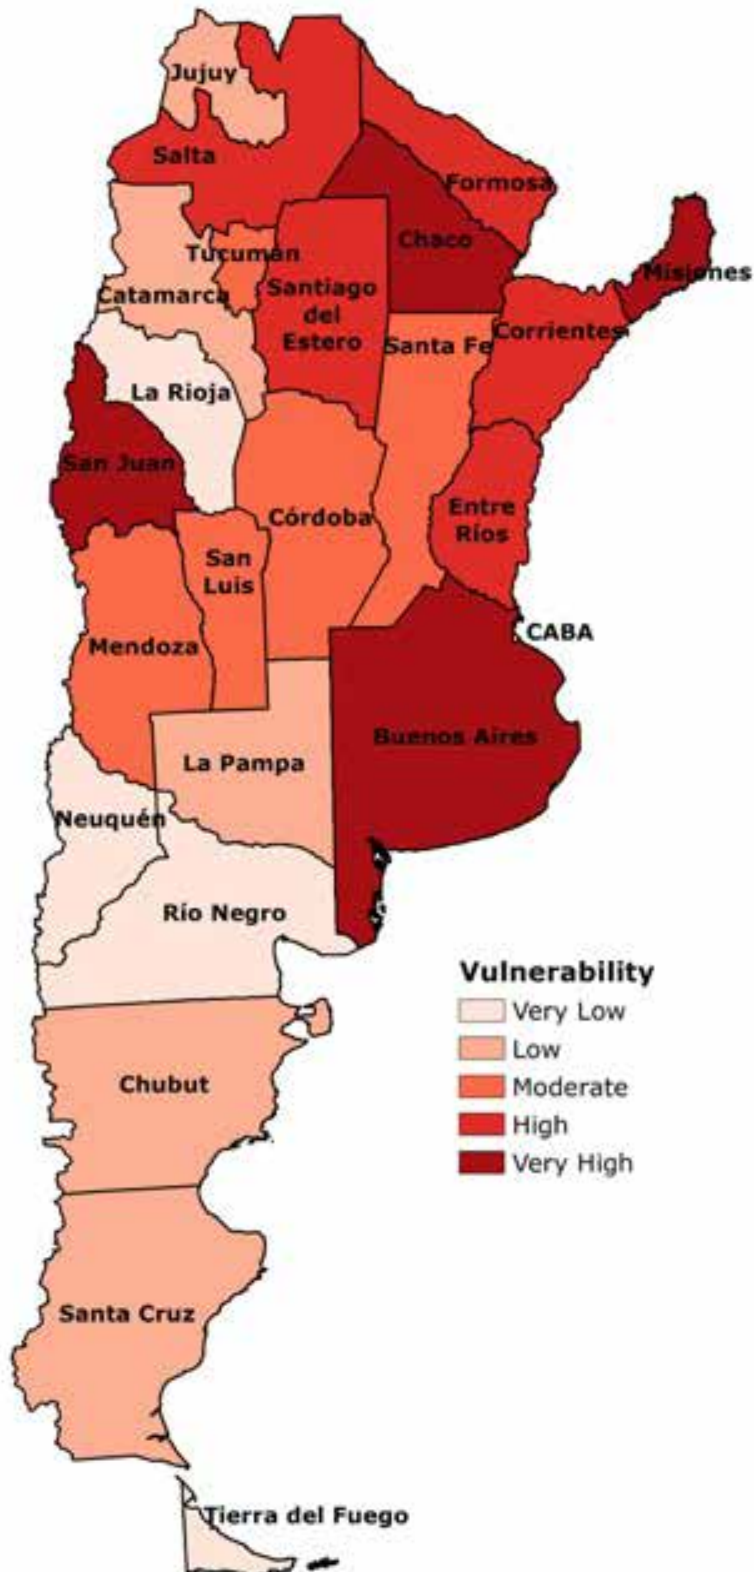 Jujuy
Salta
Formosa
Chaco
Tucumán
Misiones
Catamarca
Santiago
del
Estero
Corrientes
Santa Fe
La Rioja
San Juan
Entre
Ríos
Córdoba
San
Luis
CABA
Mendoza
Buenos Aires
La Pampa
Neuquén
Río Negro
Vulnerability
Very Low
Low
Moderate
High
Very High
Chubut
Santa Cruz
Tierra del Fuego